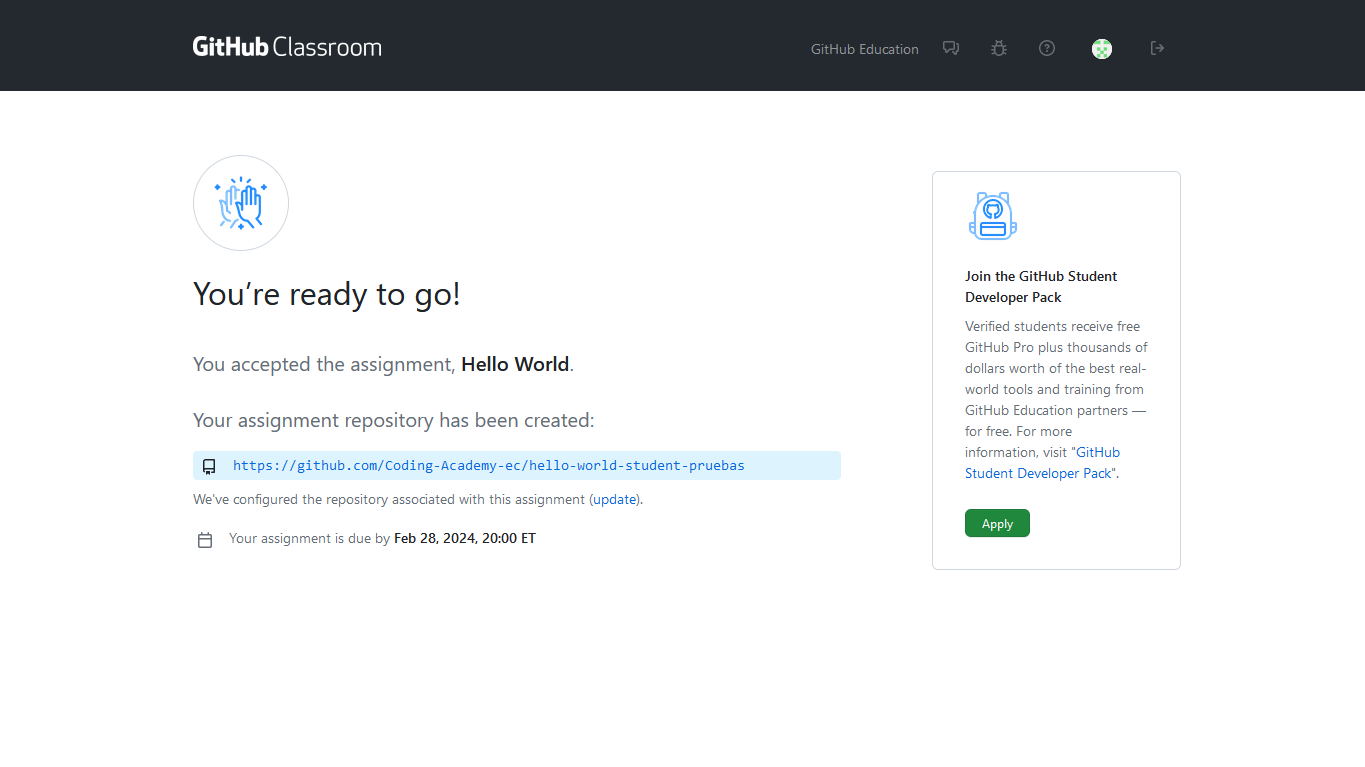 GitHub Classroom
GitHub Education
You’re ready to go!
You accepted the assignment, Hello World.
Your assignment repository has been created:
https://github.com/Coding-Academy-ec/hello-world-student-pruebas
We've configured the repository associated with this assignment (update).
Your assignment is due by Feb 28, 2024, 20:00 ET
Join the GitHub Student
Developer Pack
Verified students receive free
GitHub Pro plus thousands of
dollars worth of the best real-
world tools and training from
GitHub Education partners —
for free. For more
information, visit "GitHub
Student Developer Pack".
Apply